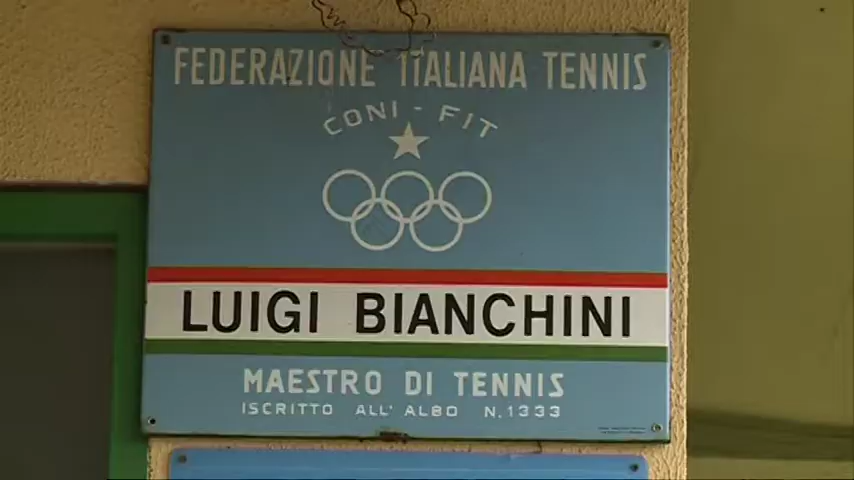 FEDERAZIONE ITALIANA TENNIS
CONI - FIT
LUIGI BIANCHINI
MAESTRO DI TENNIS
ISCRITTO ALL' ALBO N.1333